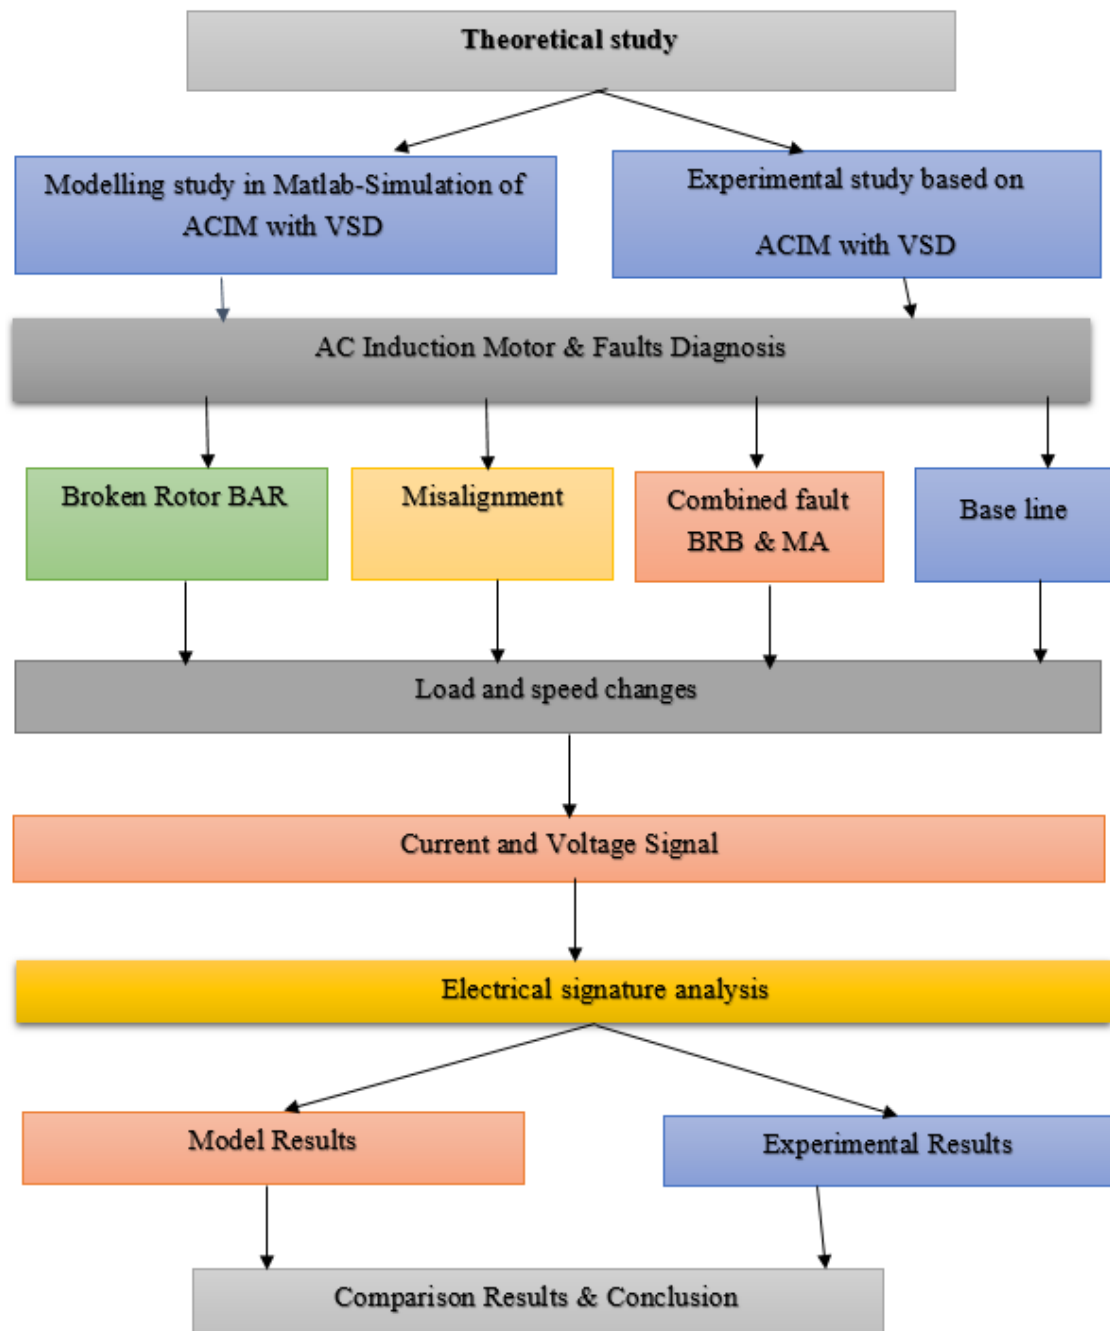 Theoretical study
Modelling study in Matlab-Simulation of
ACIM with VSD
Experimental study based on
ACIM with VSD
AC Induction Motor & Faults Diagnosis
Broken Rotor BAR
Misalignment
Combined fault
BRB & MA
Base line
Load and speed changes
Current and Voltage Signal
Electrical signature analysis
Model Results
Experimental Results
Comparison Results & Conclusion